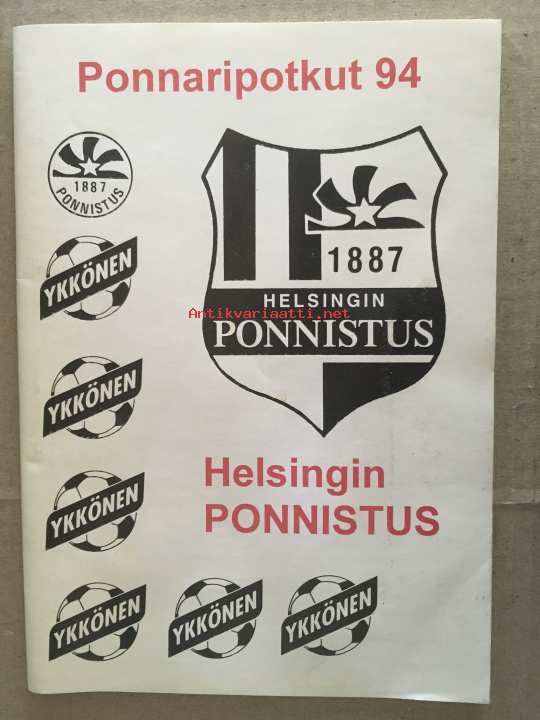 Ponnaripotkut 94
1887
PONNISTUS
YKKÖNEN
YKKÖNEN
YKKÖNEN
YKKÖNEN
YKKÖNEN
YKKÖNEN
1887
HELSINGIN
Antikvariaatti.net
PONNISTUS
Helsingin
PONNISTUS